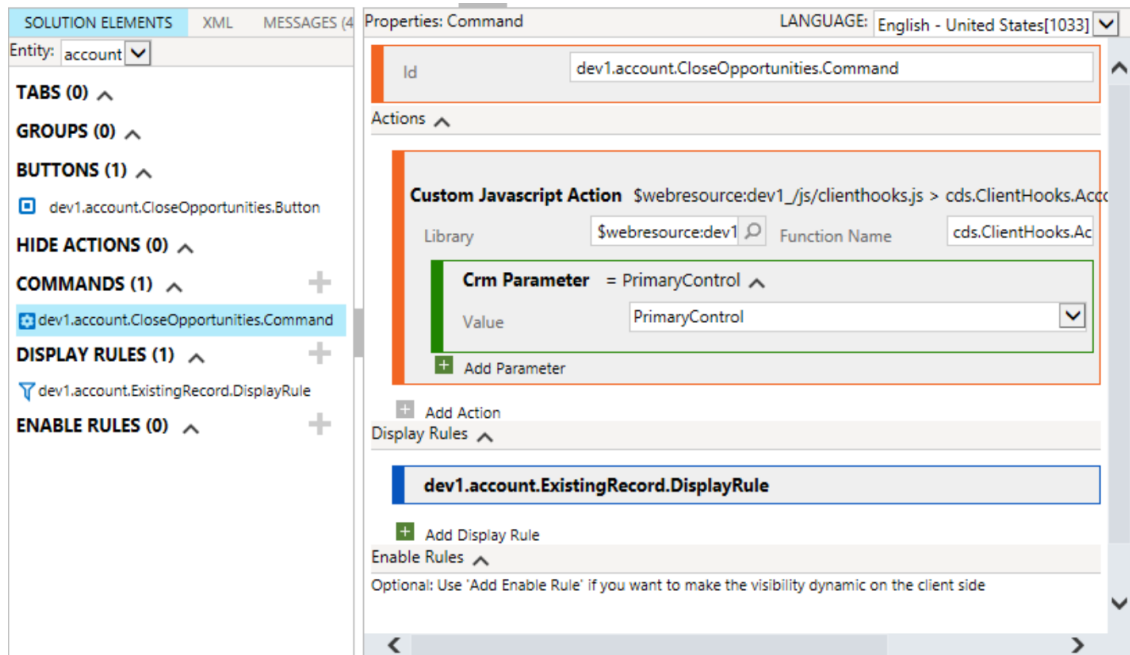 SOLUTION ELEMENTS XML MESSAGES (4
Entity: account
TABS (0)
GROUPS (0)
BUTTONS (1)
dev1.account.CloseOpportunities.Button
HIDE ACTIONS (0)
COMMANDS (1)
dev1.account.CloseOpportunities.Command
DISPLAY RULES (1)
dev1.account.ExistingRecord.DisplayRule
ENABLE RULES (0)
Properties: Command LANGUAGE: English - United States[1033]
Id dev1.account.CloseOpportunities.Command
Actions
Custom Javascript Action $webresource:dev1_/js/clienthooks.js > cds.ClientHooks.Acco
Library $webresource:dev1 Function Name cds.ClientHooks.Ac
Crm Parameter = PrimaryControl
Value PrimaryControl
Add Parameter
Add Action
Display Rules
dev1.account.ExistingRecord.DisplayRule
Add Display Rule
Enable Rules
Optional: Use 'Add Enable Rule' if you want to make the visibility dynamic on the client side